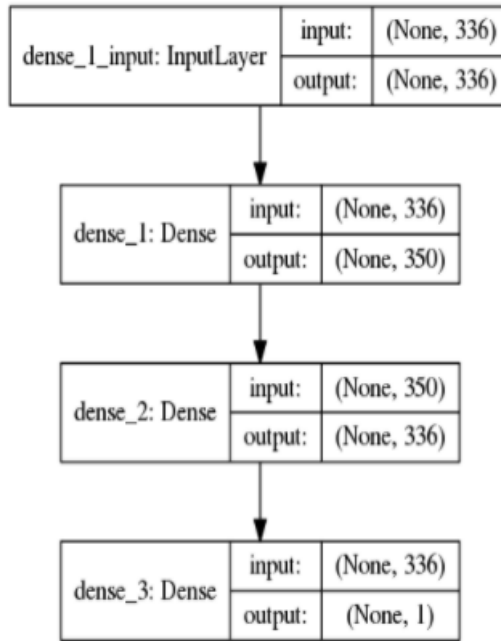 dense_1_input: InputLayer
input: (None, 336)
output: (None, 336)
dense_1: Dense
input: (None, 336)
output: (None, 350)
dense_2: Dense
input: (None, 350)
output: (None, 336)
dense_3: Dense
input: (None, 336)
output: (None, 1)